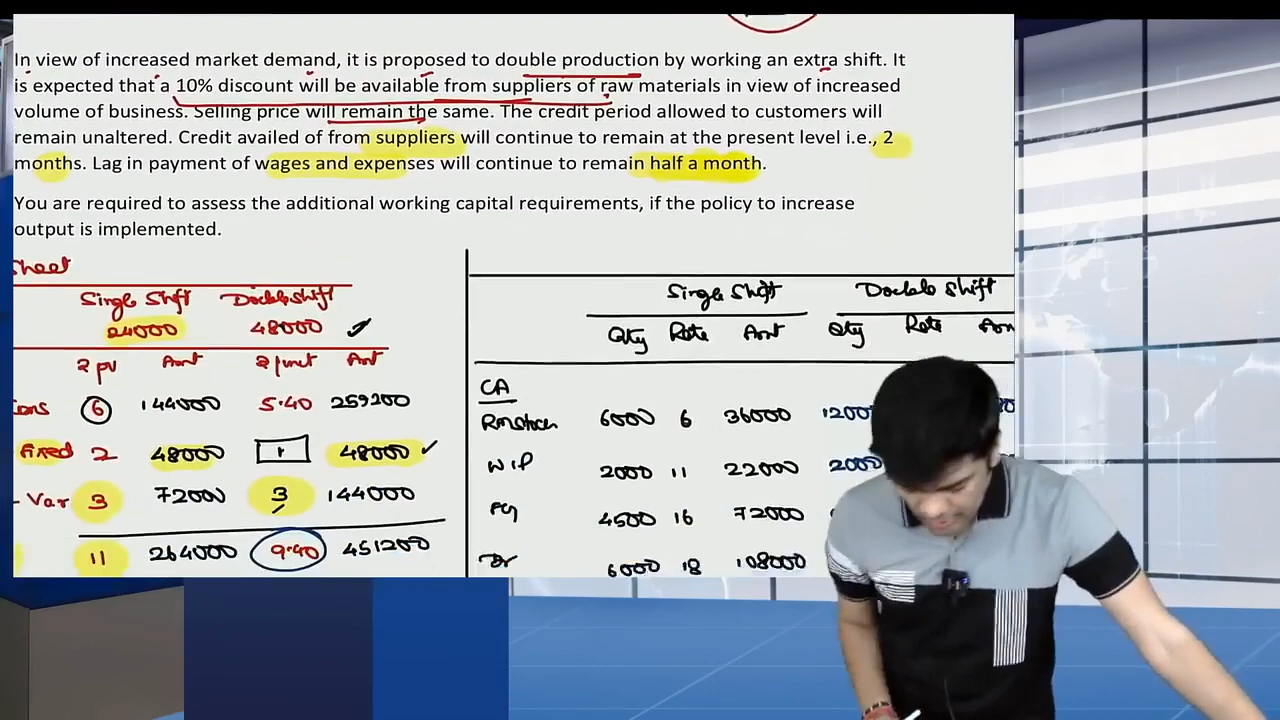 In view of increased market demand, it is proposed to double production by working an extra shift. It
is expected that a 10% discount will be available from suppliers of raw materials in view of increased
volume of business. Selling price will remain the same. The credit period allowed to customers will
remain unaltered. Credit availed of from suppliers will continue to remain at the present level i.e., 2
months. Lag in payment of wages and expenses will continue to remain half a month.
You are required to assess the additional working capital requirements, if the policy to increase
output is implemented.
Sheet
Single Shift Double shift
24000 48000
Amt Amt
6 144000 5.40 259200
Fixed 2 48000 1 48000
- Var 3 72000 3 144000
11 264000 9.40 451200
Single Shift Double Shift
Qty Rate Amt Qty Rate
CA
RM stock 6000 6 36000
WIP 2000 11 22000 2000
FG 4500 16 72000
Dr 6000 18 108000